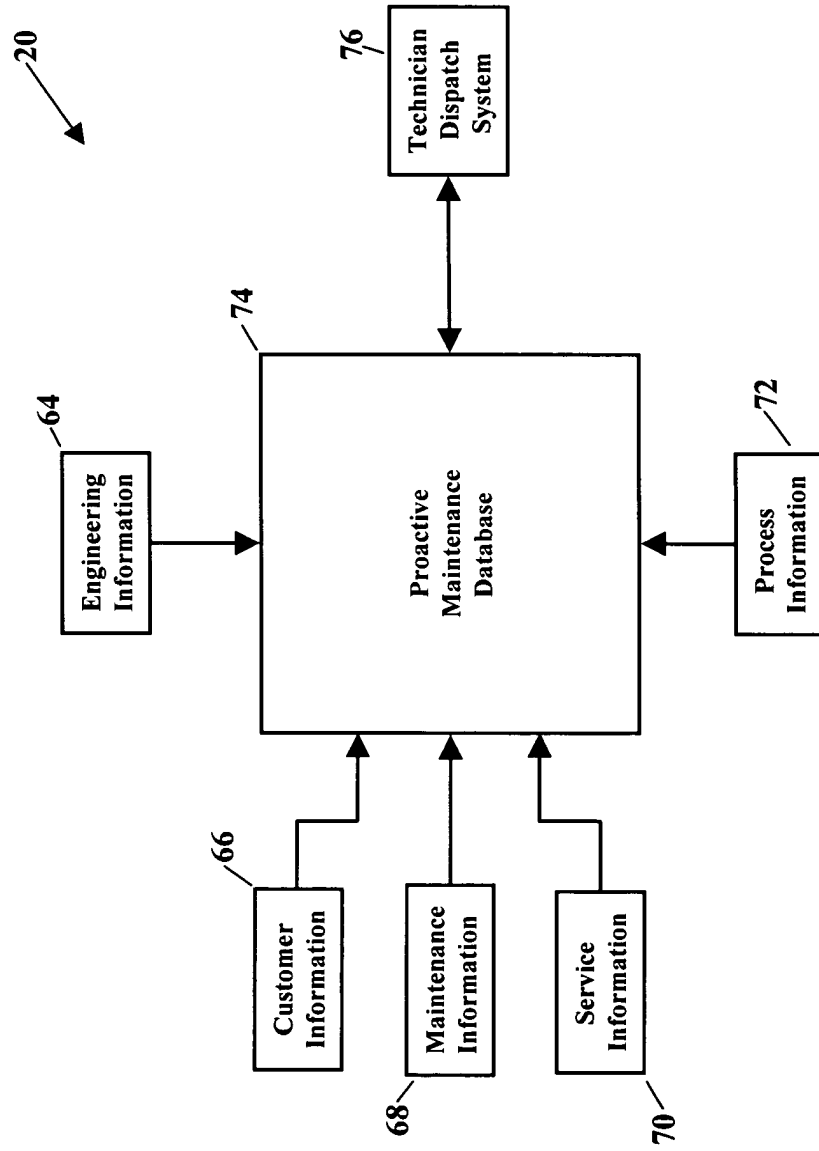 20
64
Engineering
Information
66
Customer
Information
68
Maintenance
Information
70
Service
Information
74
Proactive
Maintenance
Database
76
Technician
Dispatch
System
72
Process
Information